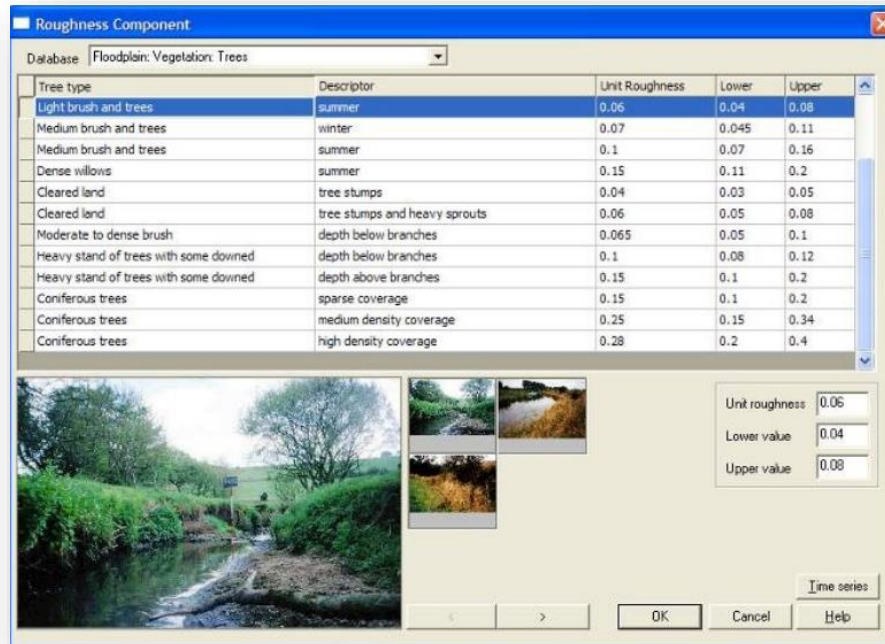 Roughness Component
Database Floodplain: Vegetation: Trees
Tree type Descriptor Unit Roughness Lower Upper
Light brush and trees summer 0.06 0.04 0.08
Medium brush and trees winter 0.07 0.045 0.11
Medium brush and trees summer 0.1 0.07 0.16
Dense willows summer 0.15 0.11 0.2
Cleared land tree stumps 0.04 0.03 0.05
Cleared land tree stumps and heavy sprouts 0.06 0.05 0.08
Moderate to dense brush depth below branches 0.065 0.05 0.1
Heavy stand of trees with some downed depth below branches 0.1 0.08 0.12
Heavy stand of trees with some downed depth above branches 0.15 0.1 0.2
Coniferous trees sparse coverage 0.15 0.1 0.2
Coniferous trees medium density coverage 0.25 0.15 0.34
Coniferous trees high density coverage 0.28 0.2 0.4
Unit roughness 0.06
Lower value 0.04
Upper value 0.08
Time series
< > OK Cancel Help